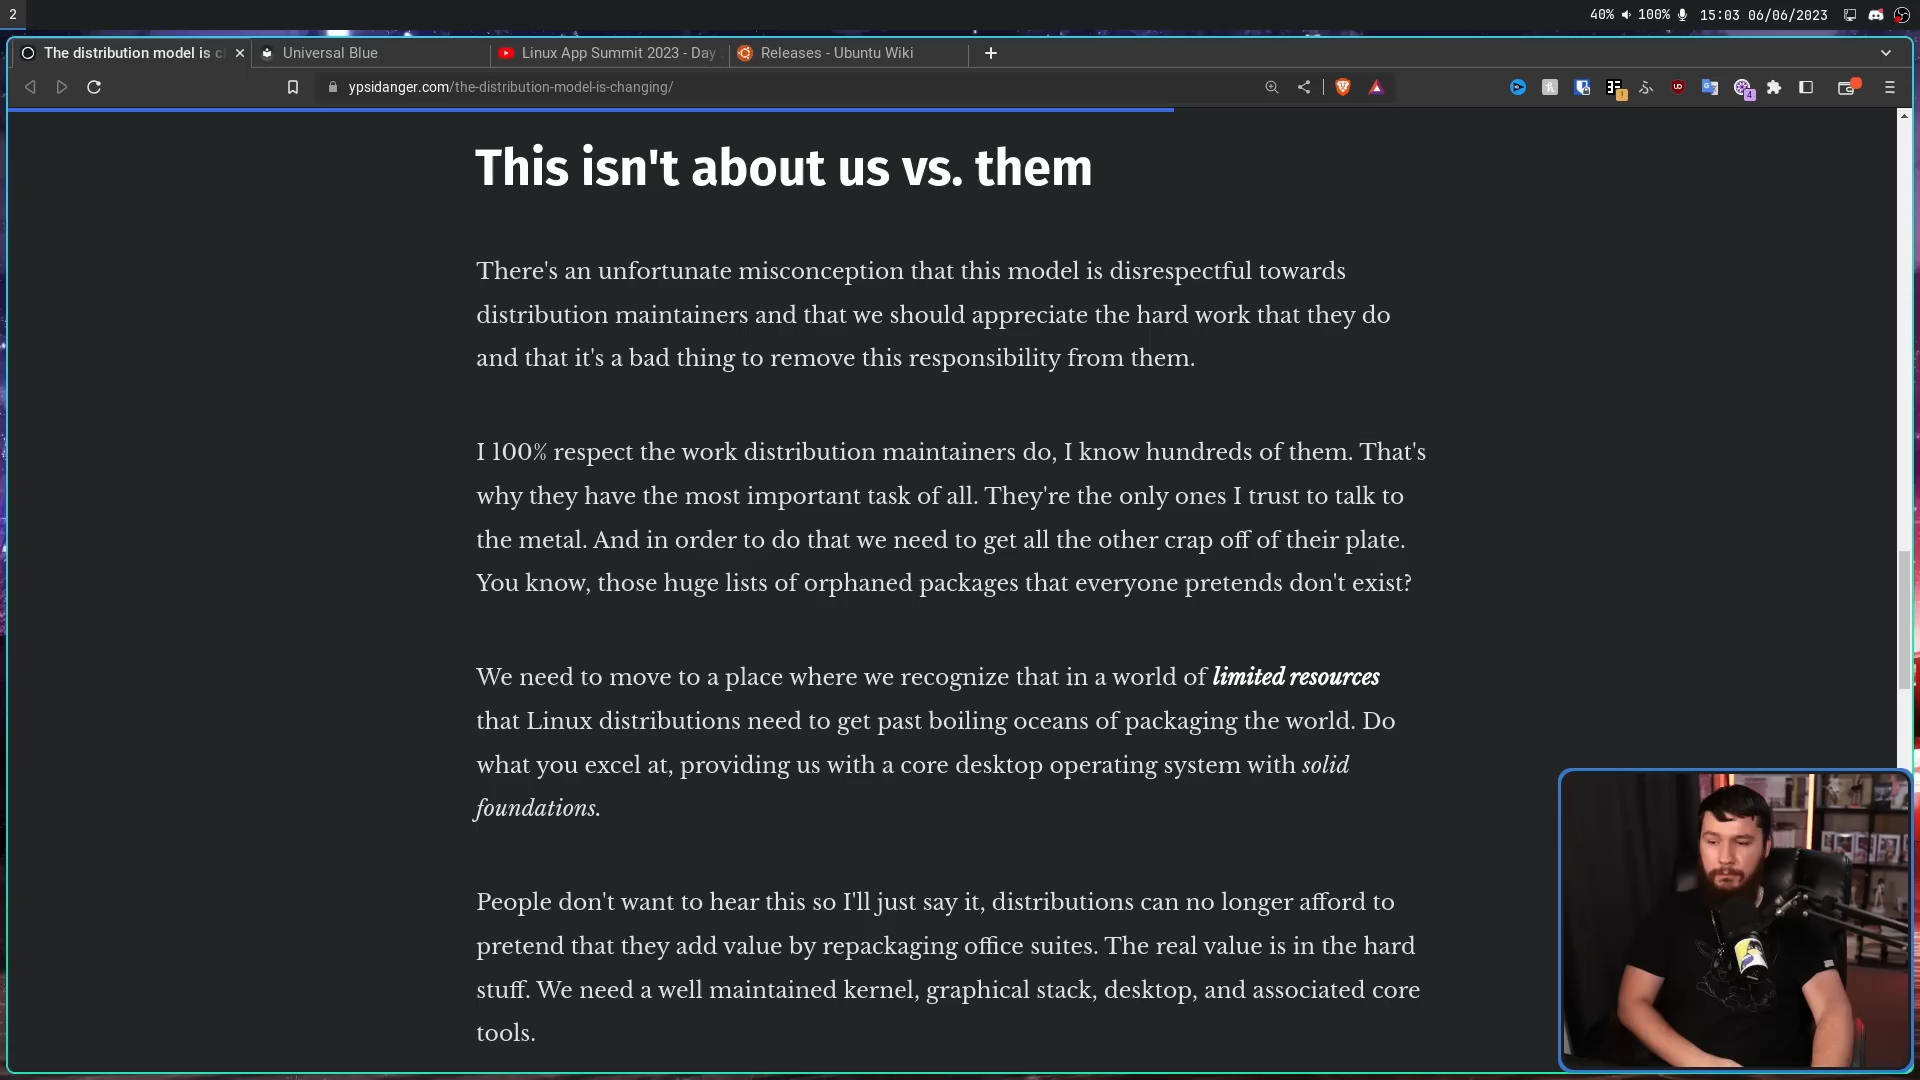 2
40% 100% 15:03 06/06/2023
The distribution model is c
Universal Blue
Linux App Summit 2023 - Day
Releases - Ubuntu Wiki
ypsidanger.com/the-distribution-model-is-changing/
This isn't about us vs. them
There's an unfortunate misconception that this model is disrespectful towards
distribution maintainers and that we should appreciate the hard work that they do
and that it's a bad thing to remove this responsibility from them.
I 100% respect the work distribution maintainers do, I know hundreds of them. That's
why they have the most important task of all. They're the only ones I trust to talk to
the metal. And in order to do that we need to get all the other crap off of their plate.
You know, those huge lists of orphaned packages that everyone pretends don't exist?
We need to move to a place where we recognize that in a world of limited resources
that Linux distributions need to get past boiling oceans of packaging the world. Do
what you excel at, providing us with a core desktop operating system with solid
foundations.
People don't want to hear this so I'll just say it, distributions can no longer afford to
pretend that they add value by repackaging office suites. The real value is in the hard
stuff. We need a well maintained kernel, graphical stack, desktop, and associated core
tools.